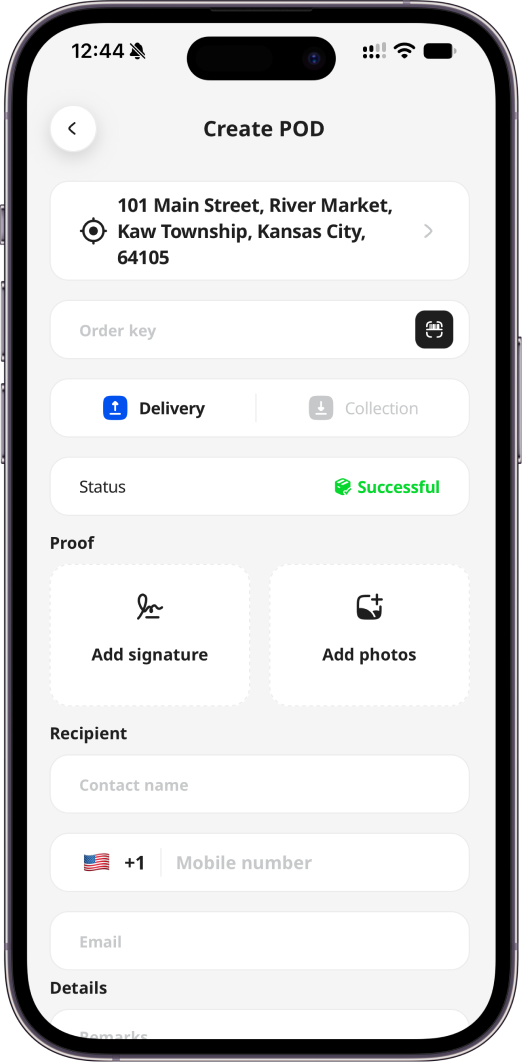 12:44
Create POD
101 Main Street, River Market,
Kaw Township, Kansas City,
64105
Order key
Delivery
Collection
Status
Successful
Proof
Add signature
Add photos
Recipient
Contact name
+1
Mobile number
Email
Details
Remarks